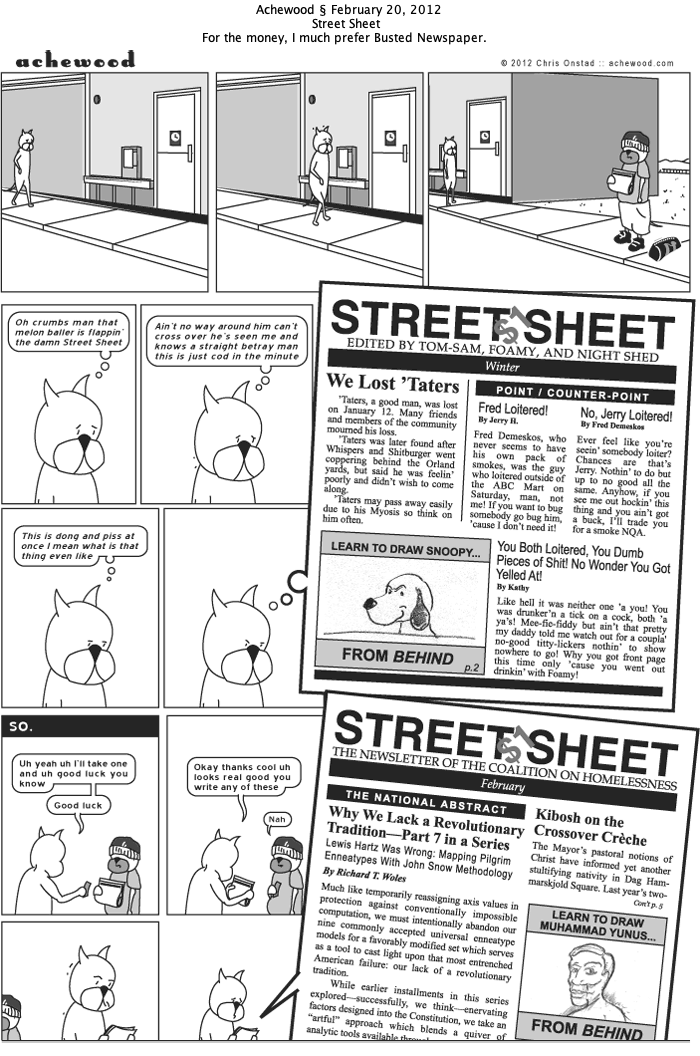 Achewood § February 20, 2012
Street Sheet
For the money, I much prefer Busted Newspaper.
achewood
© 2012 Chris Onstad :: achewood.com
Oh crumbs man that
melon baller is flappin'
the damn Street Sheet
Ain't no way around him can't
cross over he's seen me and
knows a straight betray man
this is just cod in the minute
STREET $1 SHEET
EDITED BY TOM-SAM, FOAMY, AND NIGHT SHED
Winter
We Lost 'Taters
'Taters, a good man, was lost
on January 12. Many friends
and members of the community
mourned his loss.
'Taters was later found after
Whispers and Shitburger went
coppering behind the Orland
yards, but said he was feelin'
poorly and didn't wish to come
along.
'Taters may pass away easily
due to his Myosis so think on
him often.
POINT / COUNTER-POINT
Fred Loitered!
By Jerry H.
Fred Demeskos, who
never seems to have
his own pack of
smokes, was the guy
who loitered outside of
the ABC Mart on
Saturday, man, not
me! If you want to bug
somebody go bug him,
'cause I don't need it!
No, Jerry Loitered!
By Fred Demeskos
Ever feel like you're
seein' somebody loiter?
Chances are that's
Jerry. Nothin' to do but
up to no good all the
same. Anyhow, if you
see me out hockin' this
thing and you ain't got
a buck, I'll trade you
for a smoke NQA.
LEARN TO DRAW SNOOPY...
FROM BEHIND
p.2
You Both Loitered, You Dumb
Pieces of Shit! No Wonder You Got
Yelled At!
By Kathy
Like hell it was neither one 'a you! You
was drunker'n a tick on a cock, both 'a
ya's! Mee-fie-fiddy but ain't that pretty
my daddy told me watch out for a coupla'
no-good titty-lickers nothin' to show
nowhere to go! Why you got front page
this time only 'cause you went out
drinkin' with Foamy!
This is dong and piss at
once I mean what is that
thing even like
SO.
Uh yeah uh I'll take one
and uh good luck you
know
Good luck
Okay thanks cool uh
looks real good you
write any of these
Nah
STREET $1 SHEET
THE NEWSLETTER OF THE COALITION ON HOMELESSNESS
February
THE NATIONAL ABSTRACT
Why We Lack a Revolutionary
Tradition—Part 7 in a Series
Lewis Hartz Was Wrong: Mapping Pilgrim
Enneatypes With John Snow Methodology
By Richard T. Woles
Much like temporarily reassigning axis values in
protection against conventionally impossible
computation, we must intentionally abandon our
nine commonly accepted universal enneatype
models for a favorably modified set which serves
as a tool to cast light upon that most entrenched
American failure: our lack of a revolutionary
tradition.
While earlier installments in this series
explored—successfully, we think—enervating
factors designed into the Constitution, we take an
"artful" approach which blends a quiver of
analytic tools available
Kibosh on the
Crossover Crèche
The Mayor's pastoral notions of
Christ have informed yet another
stultifying nativity in Dag Ham-
marskjold Square. Last year's two-
Con't p. 5
LEARN TO DRAW
MUHAMMAD YUNUS...
FROM BEHIND